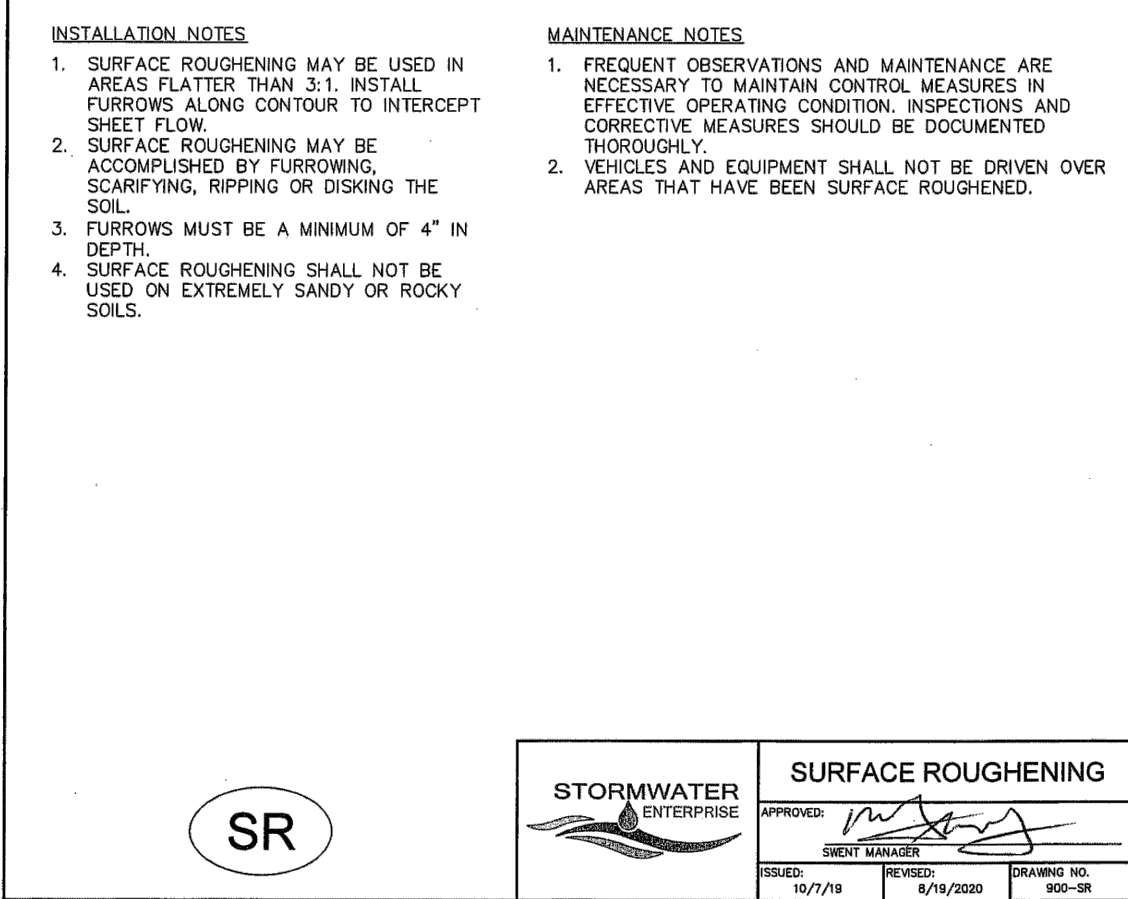 INSTALLATION NOTES
1. SURFACE ROUGHENING MAY BE USED IN
AREAS FLATTER THAN 3:1. INSTALL
FURROWS ALONG CONTOUR TO INTERCEPT
SHEET FLOW.
2. SURFACE ROUGHENING MAY BE
ACCOMPLISHED BY FURROWING,
SCARIFYING, RIPPING OR DISKING THE
SOIL.
3. FURROWS MUST BE A MINIMUM OF 4" IN
DEPTH.
4. SURFACE ROUGHENING SHALL NOT BE
USED ON EXTREMELY SANDY OR ROCKY
SOILS.
MAINTENANCE NOTES
1. FREQUENT OBSERVATIONS AND MAINTENANCE ARE
NECESSARY TO MAINTAIN CONTROL MEASURES IN
EFFECTIVE OPERATING CONDITION. INSPECTIONS AND
CORRECTIVE MEASURES SHOULD BE DOCUMENTED
THOROUGHLY.
2. VEHICLES AND EQUIPMENT SHALL NOT BE DRIVEN OVER
AREAS THAT HAVE BEEN SURFACE ROUGHENED.
SR
STORMWATER
ENTERPRISE
SURFACE ROUGHENING
APPROVED:
SWENT MANAGER
ISSUED:
10/7/19
REVISED:
8/19/2020
DRAWING NO.
900-SR